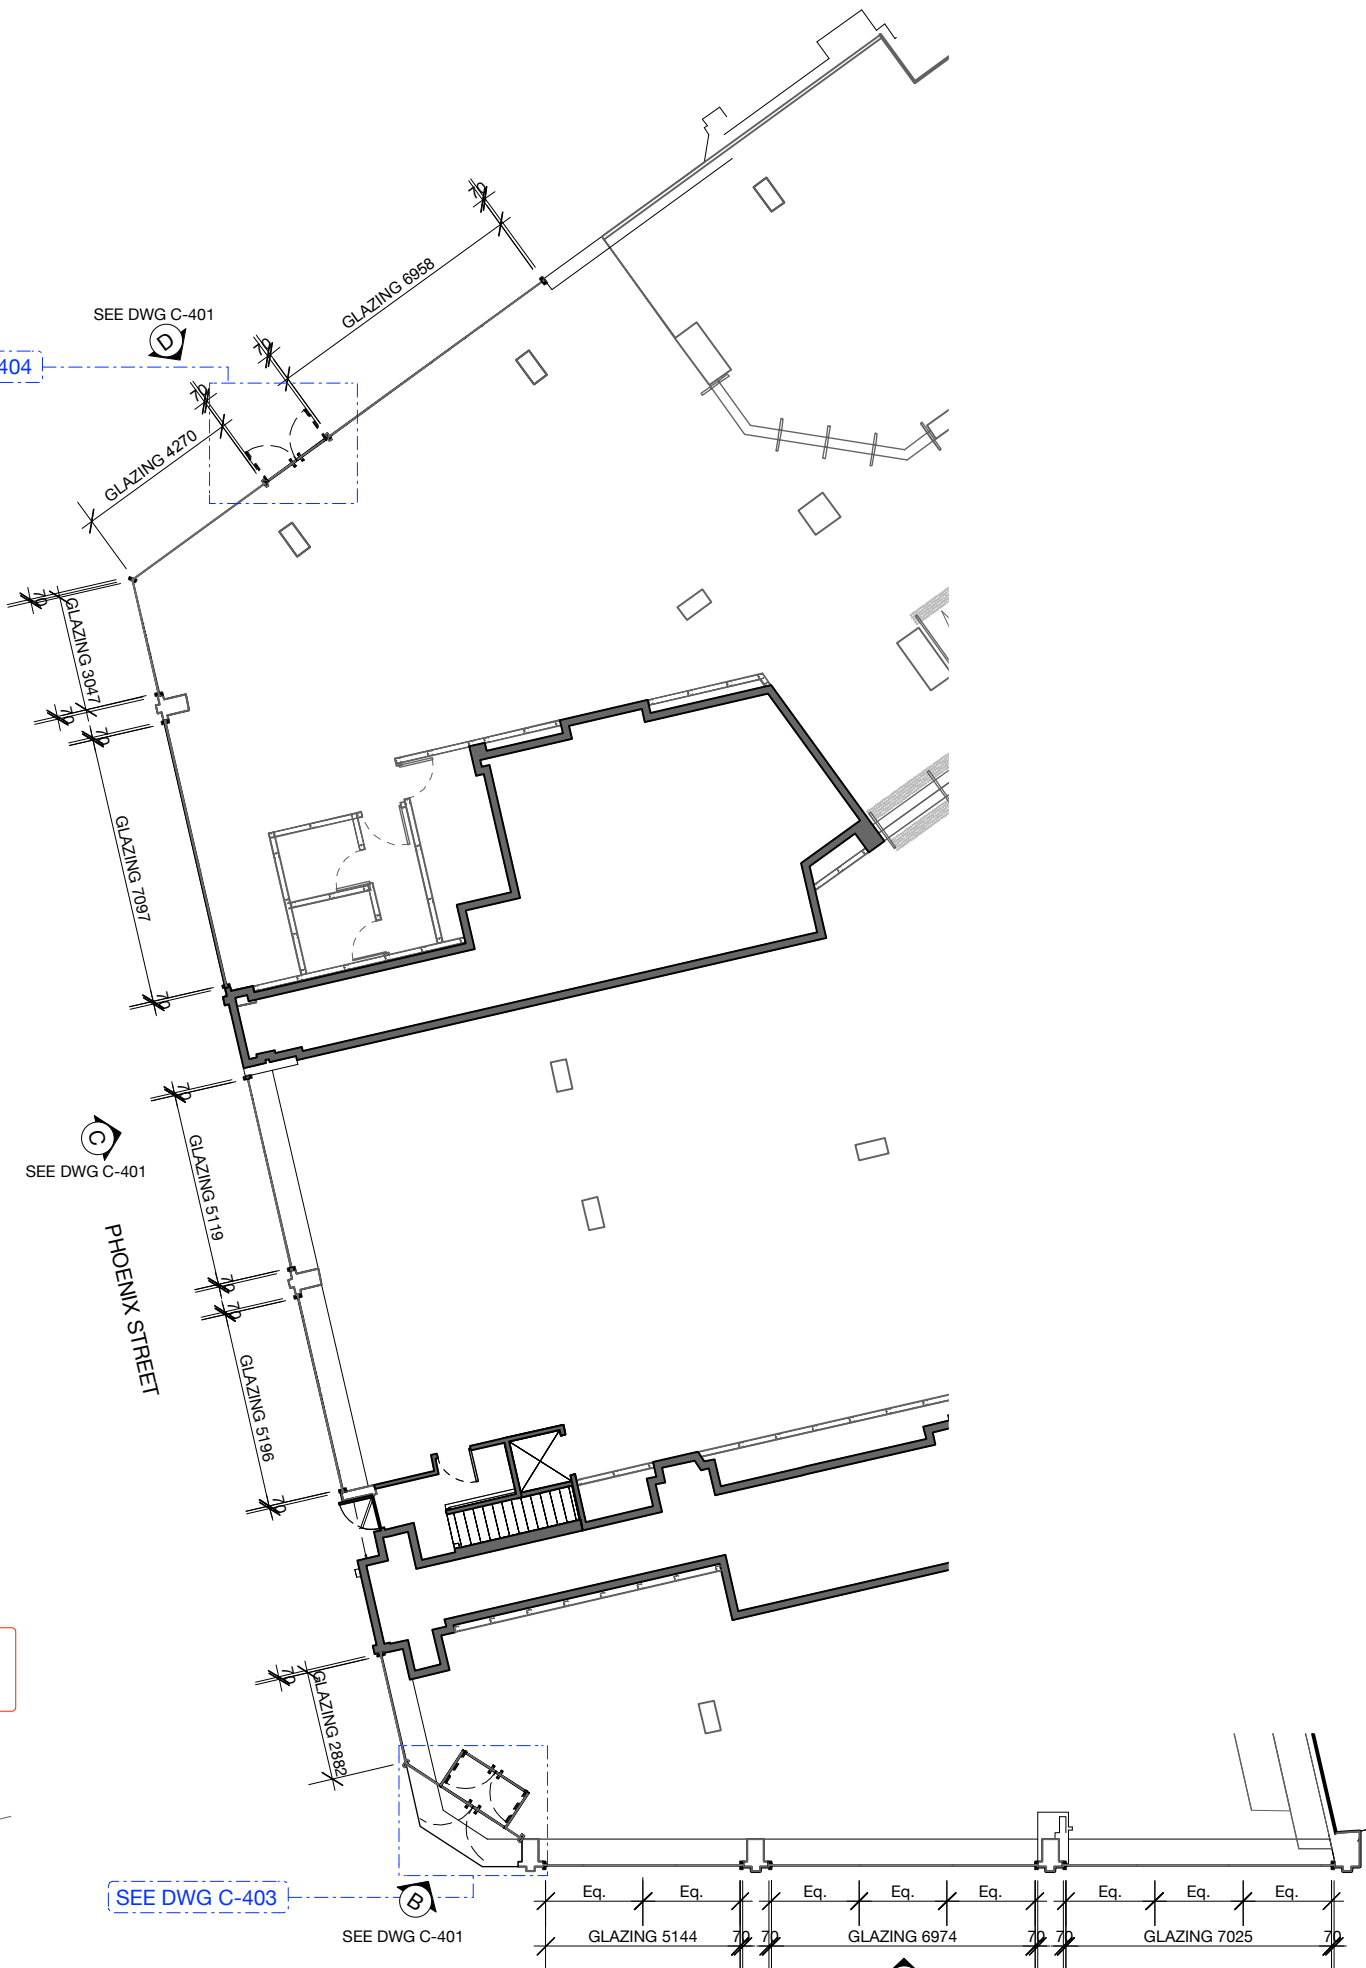 70
GLAZING 6958
SEE DWG C-401
D
70
404
70
GLAZING 4270
70
GLAZING 3047
70
70
GLAZING 7097
70
70
C
SEE DWG C-401
GLAZING 5119
PHOENIX STREET
70
70
GLAZING 5196
70
70
GLAZING 2882
SEE DWG C-403
B
SEE DWG C-401
Eq. Eq. Eq. Eq. Eq. Eq. Eq. Eq.
GLAZING 5144 70 70 GLAZING 6974 70 70 GLAZING 7025 70